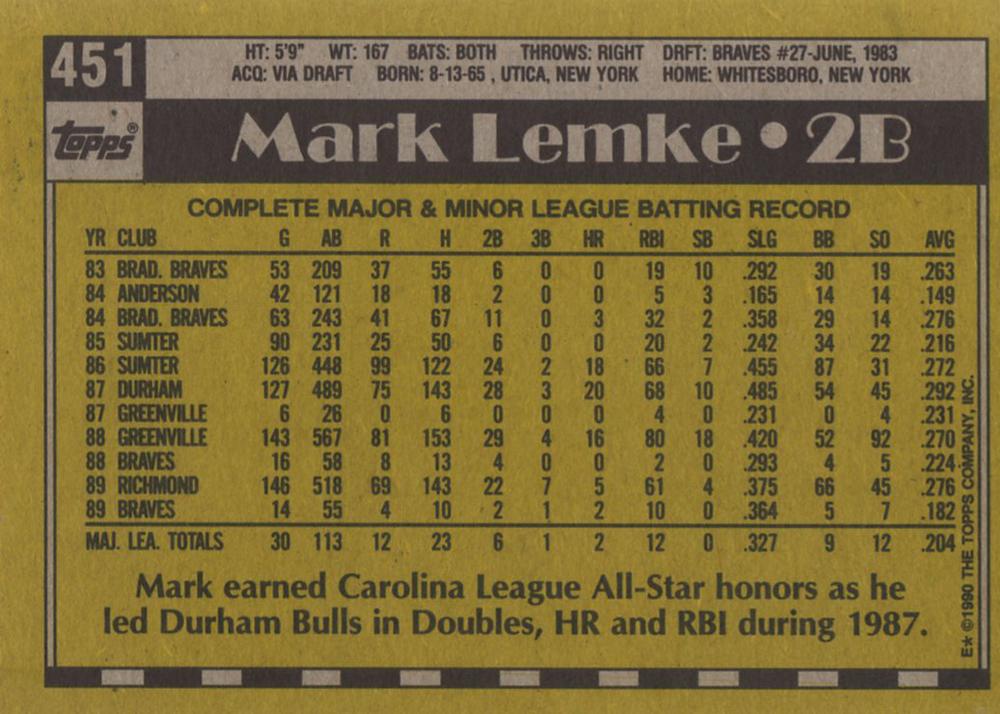 451
HT: 5'9" WT: 167 BATS: BOTH THROWS: RIGHT DRFT: BRAVES #27-JUNE, 1983
ACQ: VIA DRAFT BORN: 8-13-65 , UTICA, NEW YORK HOME: WHITESBORO, NEW YORK
topps®
Mark Lemke • 2B
COMPLETE MAJOR & MINOR LEAGUE BATTING RECORD
YR CLUB G AB R H 2B 3B HR RBI SB SLG BB SO AVG
83 BRAD. BRAVES 53 209 37 55 6 0 0 19 10 .292 30 19 .263
84 ANDERSON 42 121 18 18 2 0 0 5 3 .165 14 14 .149
84 BRAD. BRAVES 63 243 41 67 11 0 3 32 2 .358 29 14 .276
85 SUMTER 90 231 25 50 6 0 0 20 2 .242 34 22 .216
86 SUMTER 126 448 99 122 24 2 18 66 7 .455 87 31 .272
87 DURHAM 127 489 75 143 28 3 20 68 10 .485 54 45 .292
87 GREENVILLE 6 26 0 6 0 0 0 4 0 .231 0 4 .231
88 GREENVILLE 143 567 81 153 29 4 16 80 18 .420 52 92 .270
88 BRAVES 16 58 8 13 4 0 0 2 0 .293 4 5 .224
89 RICHMOND 146 518 69 143 22 7 5 61 4 .375 66 45 .276
89 BRAVES 14 55 4 10 2 1 2 10 0 .364 5 7 .182
MAJ. LEA. TOTALS 30 113 12 23 6 1 2 12 0 .327 9 12 .204
Mark earned Carolina League All-Star honors as he
led Durham Bulls in Doubles, HR and RBI during 1987.
E* ©1990 THE TOPPS COMPANY, INC.